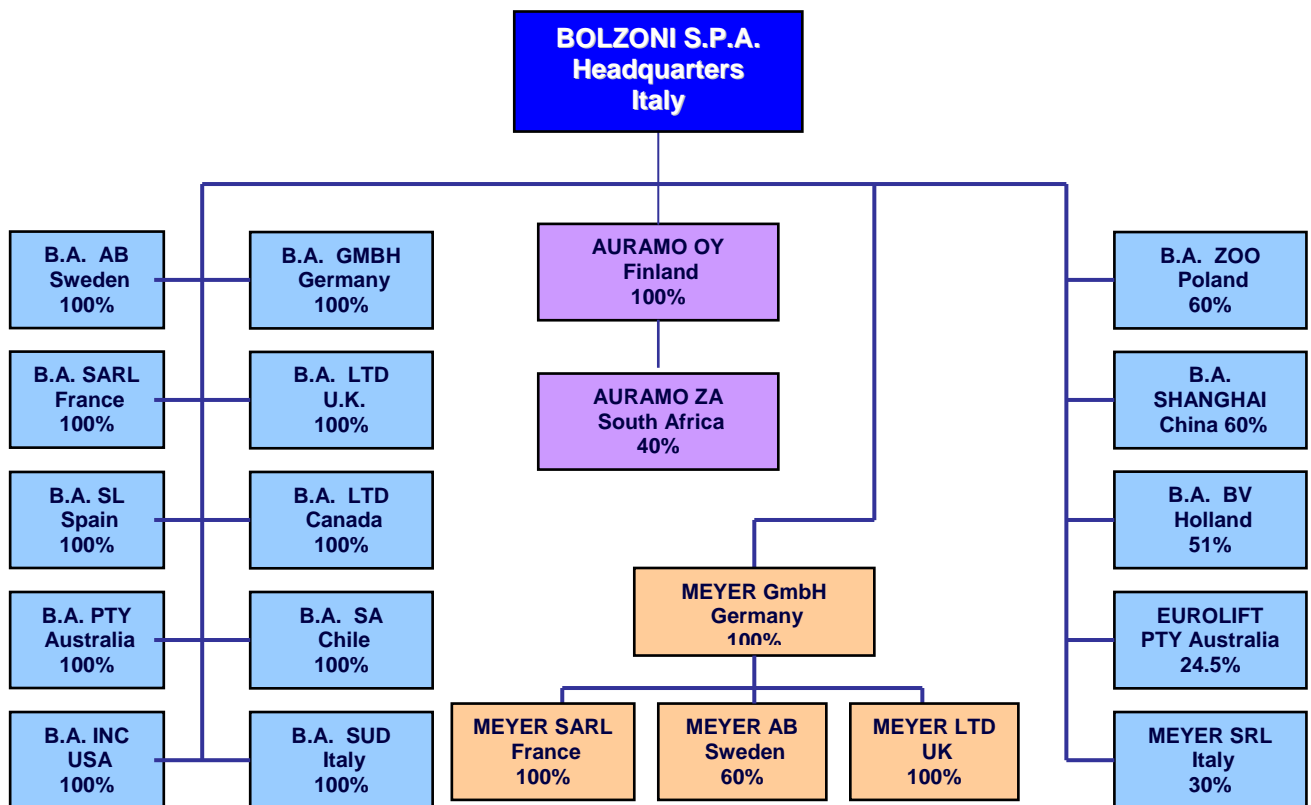 BOLZONI S.P.A.
Headquarters
Italy
B.A. AB
Sweden
100%
B.A. GMBH
Germany
100%
AURAMO OY
Finland
100%
B.A. ZOO
Poland
60%
B.A. SARL
France
100%
B.A. LTD
U.K.
100%
AURAMO ZA
South Africa
40%
B.A.
SHANGHAI
China 60%
B.A. SL
Spain
100%
B.A. LTD
Canada
100%
B.A. BV
Holland
51%
B.A. PTY
Australia
100%
B.A. SA
Chile
100%
MEYER GmbH
Germany
100%
EUROLIFT
PTY Australia
24.5%
B.A. INC
USA
100%
B.A. SUD
Italy
100%
MEYER SARL
France
100%
MEYER AB
Sweden
60%
MEYER LTD
UK
100%
MEYER SRL
Italy
30%